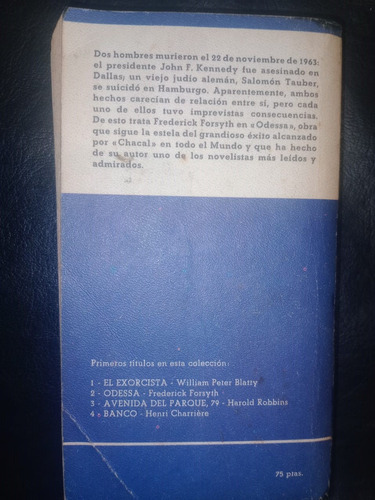 Dos hombres murieron el 22 de noviembre de 1963:
el presidente John F. Kennedy fue asesinado en
Dallas; un viejo judío alemán, Salomón Tauber,
se suicidó en Hamburgo. Aparentemente, ambos
hechos carecían de relación entre sí, pero cada
uno de ellos tuvo imprevistas consecuencias.
De esto trata Frederick Forsyth en «Odessa», obra
que sigue la estela del grandioso éxito alcanzado
por «Chacal» en todo el Mundo y que ha hecho
de su autor uno de los novelistas más leídos y
admirados.
Primeros títulos en esta colección:
1 - EL EXORCISTA - William Peter Blatty
2 - ODESSA - Frederick Forsyth
3 - AVENIDA DEL PARQUE, 79 - Harold Robbins
4 - BANCO - Henri Charrière
75 ptas.